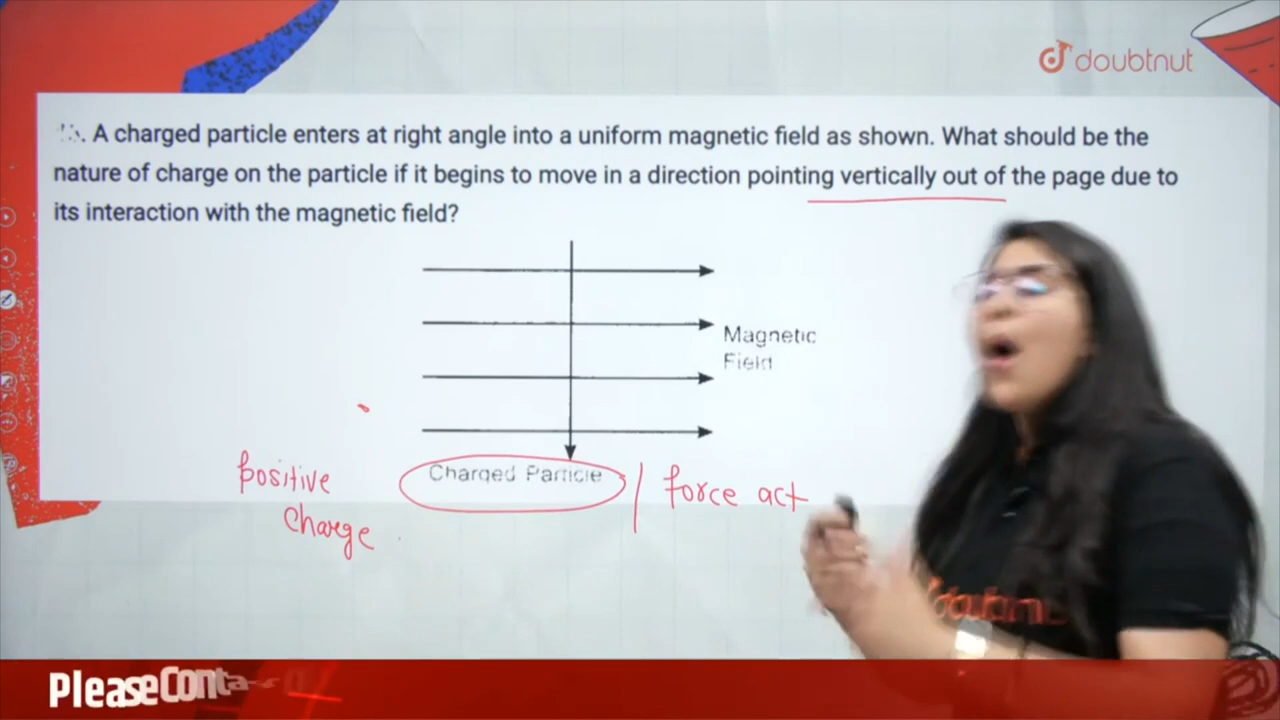 doubtnut
A charged particle enters at right angle into a uniform magnetic field as shown. What should be the
nature of charge on the particle if it begins to move in a direction pointing vertically out of the page due to
its interaction with the magnetic field?
Magnetic
Field
Charged Particle
positive
charge
force act
doubtnut